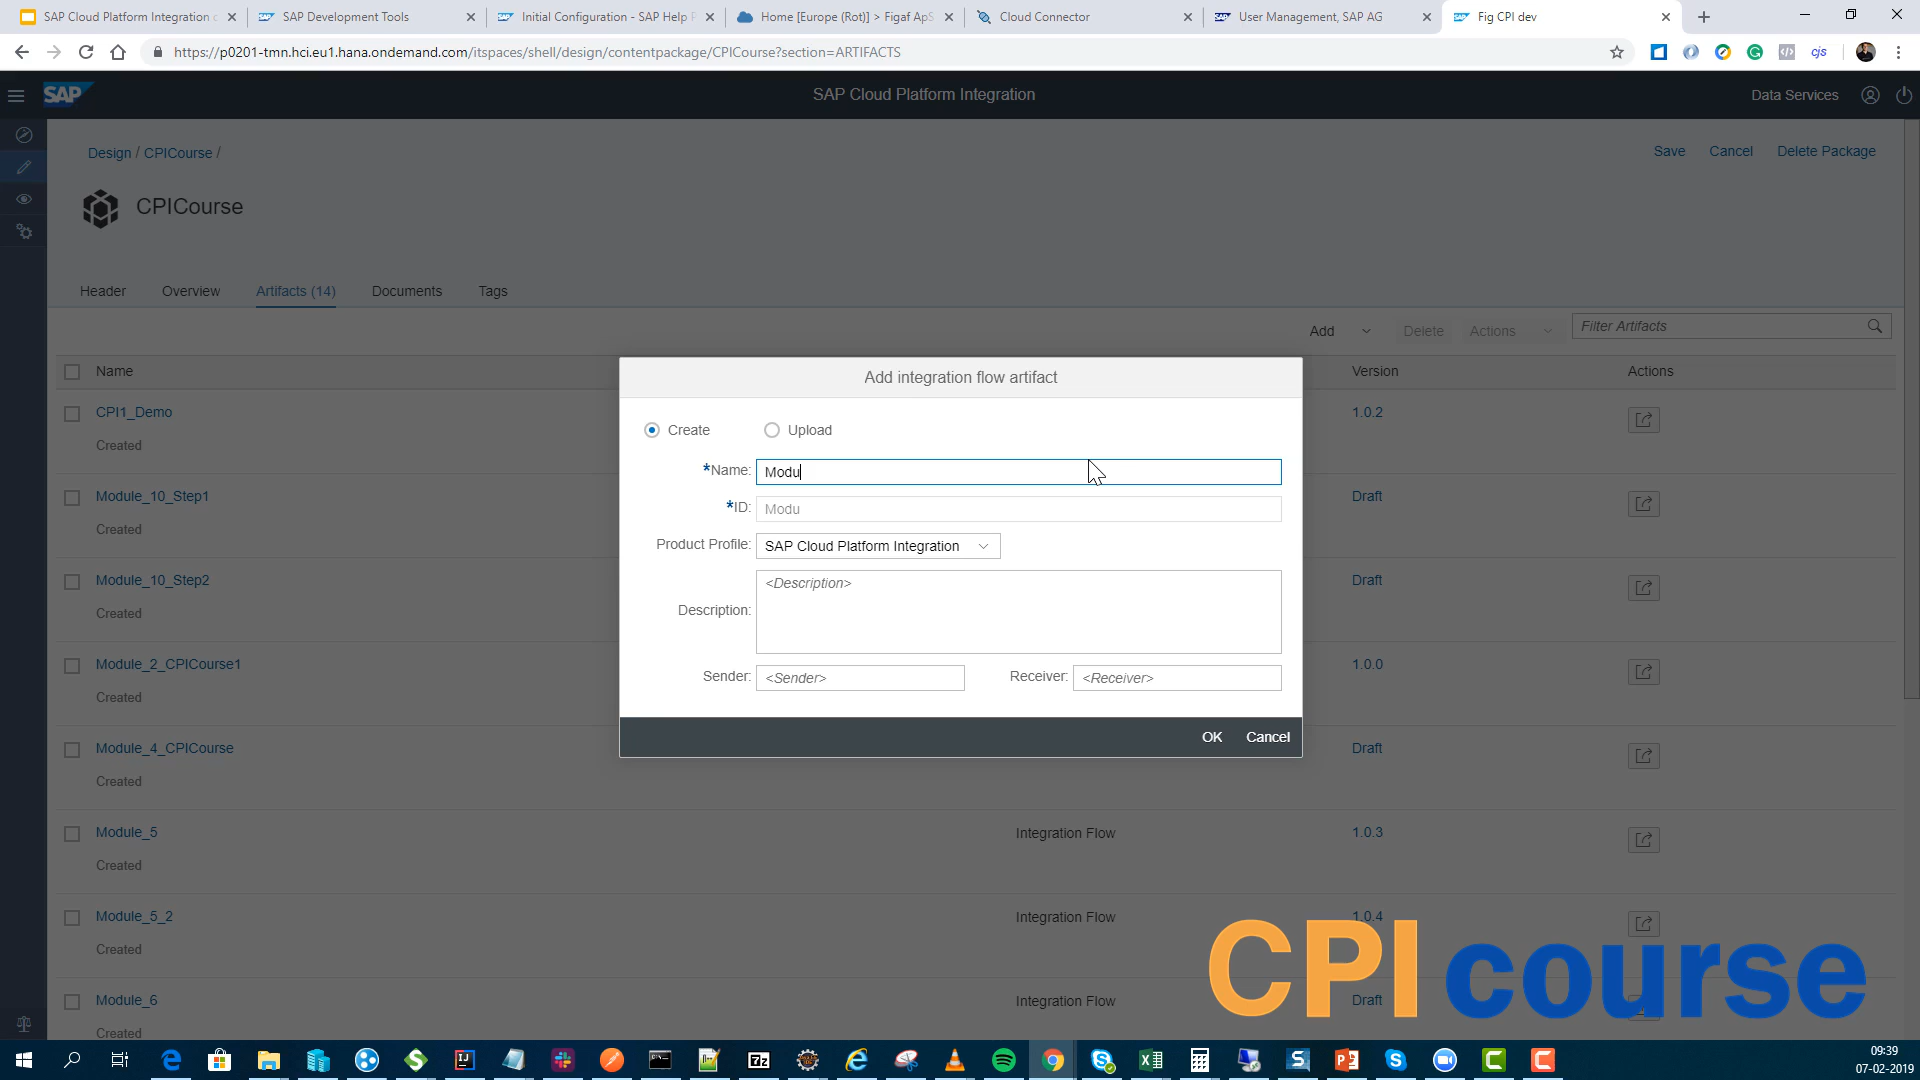 SAP Cloud Platform Integration c
SAP Development Tools
Initial Configuration - SAP Help P
Home [Europe (Rot)] > Figaf ApS
Cloud Connector
User Management, SAP AG
Fig CPI dev
https://p0201-tmn.hci.eu1.hana.ondemand.com/itspaces/shell/design/contentpackage/CPICourse?section=ARTIFACTS
cjs
SAP
SAP Cloud Platform Integration
Data Services
Design / CPICourse /
Save Cancel Delete Package
CPICourse
Header Overview Artifacts (14) Documents Tags
Add Delete Actions Filter Artifacts
Name Version Actions
CPI1_Demo 1.0.2
Created
Module_10_Step1 Draft
Created
Module_10_Step2 Draft
Created
Module_2_CPICourse1 1.0.0
Created
Module_4_CPICourse Draft
Created
Module_5 Integration Flow 1.0.3
Created
Module_5_2 Integration Flow 1.0.4
Created
Module_6 Integration Flow Draft
Created
Add integration flow artifact
Create Upload
*Name: Modu
*ID: Modu
Product Profile: SAP Cloud Platform Integration
Description: <Description>
Sender: <Sender> Receiver: <Receiver>
OK Cancel
CPI course
09:39
07-02-2019